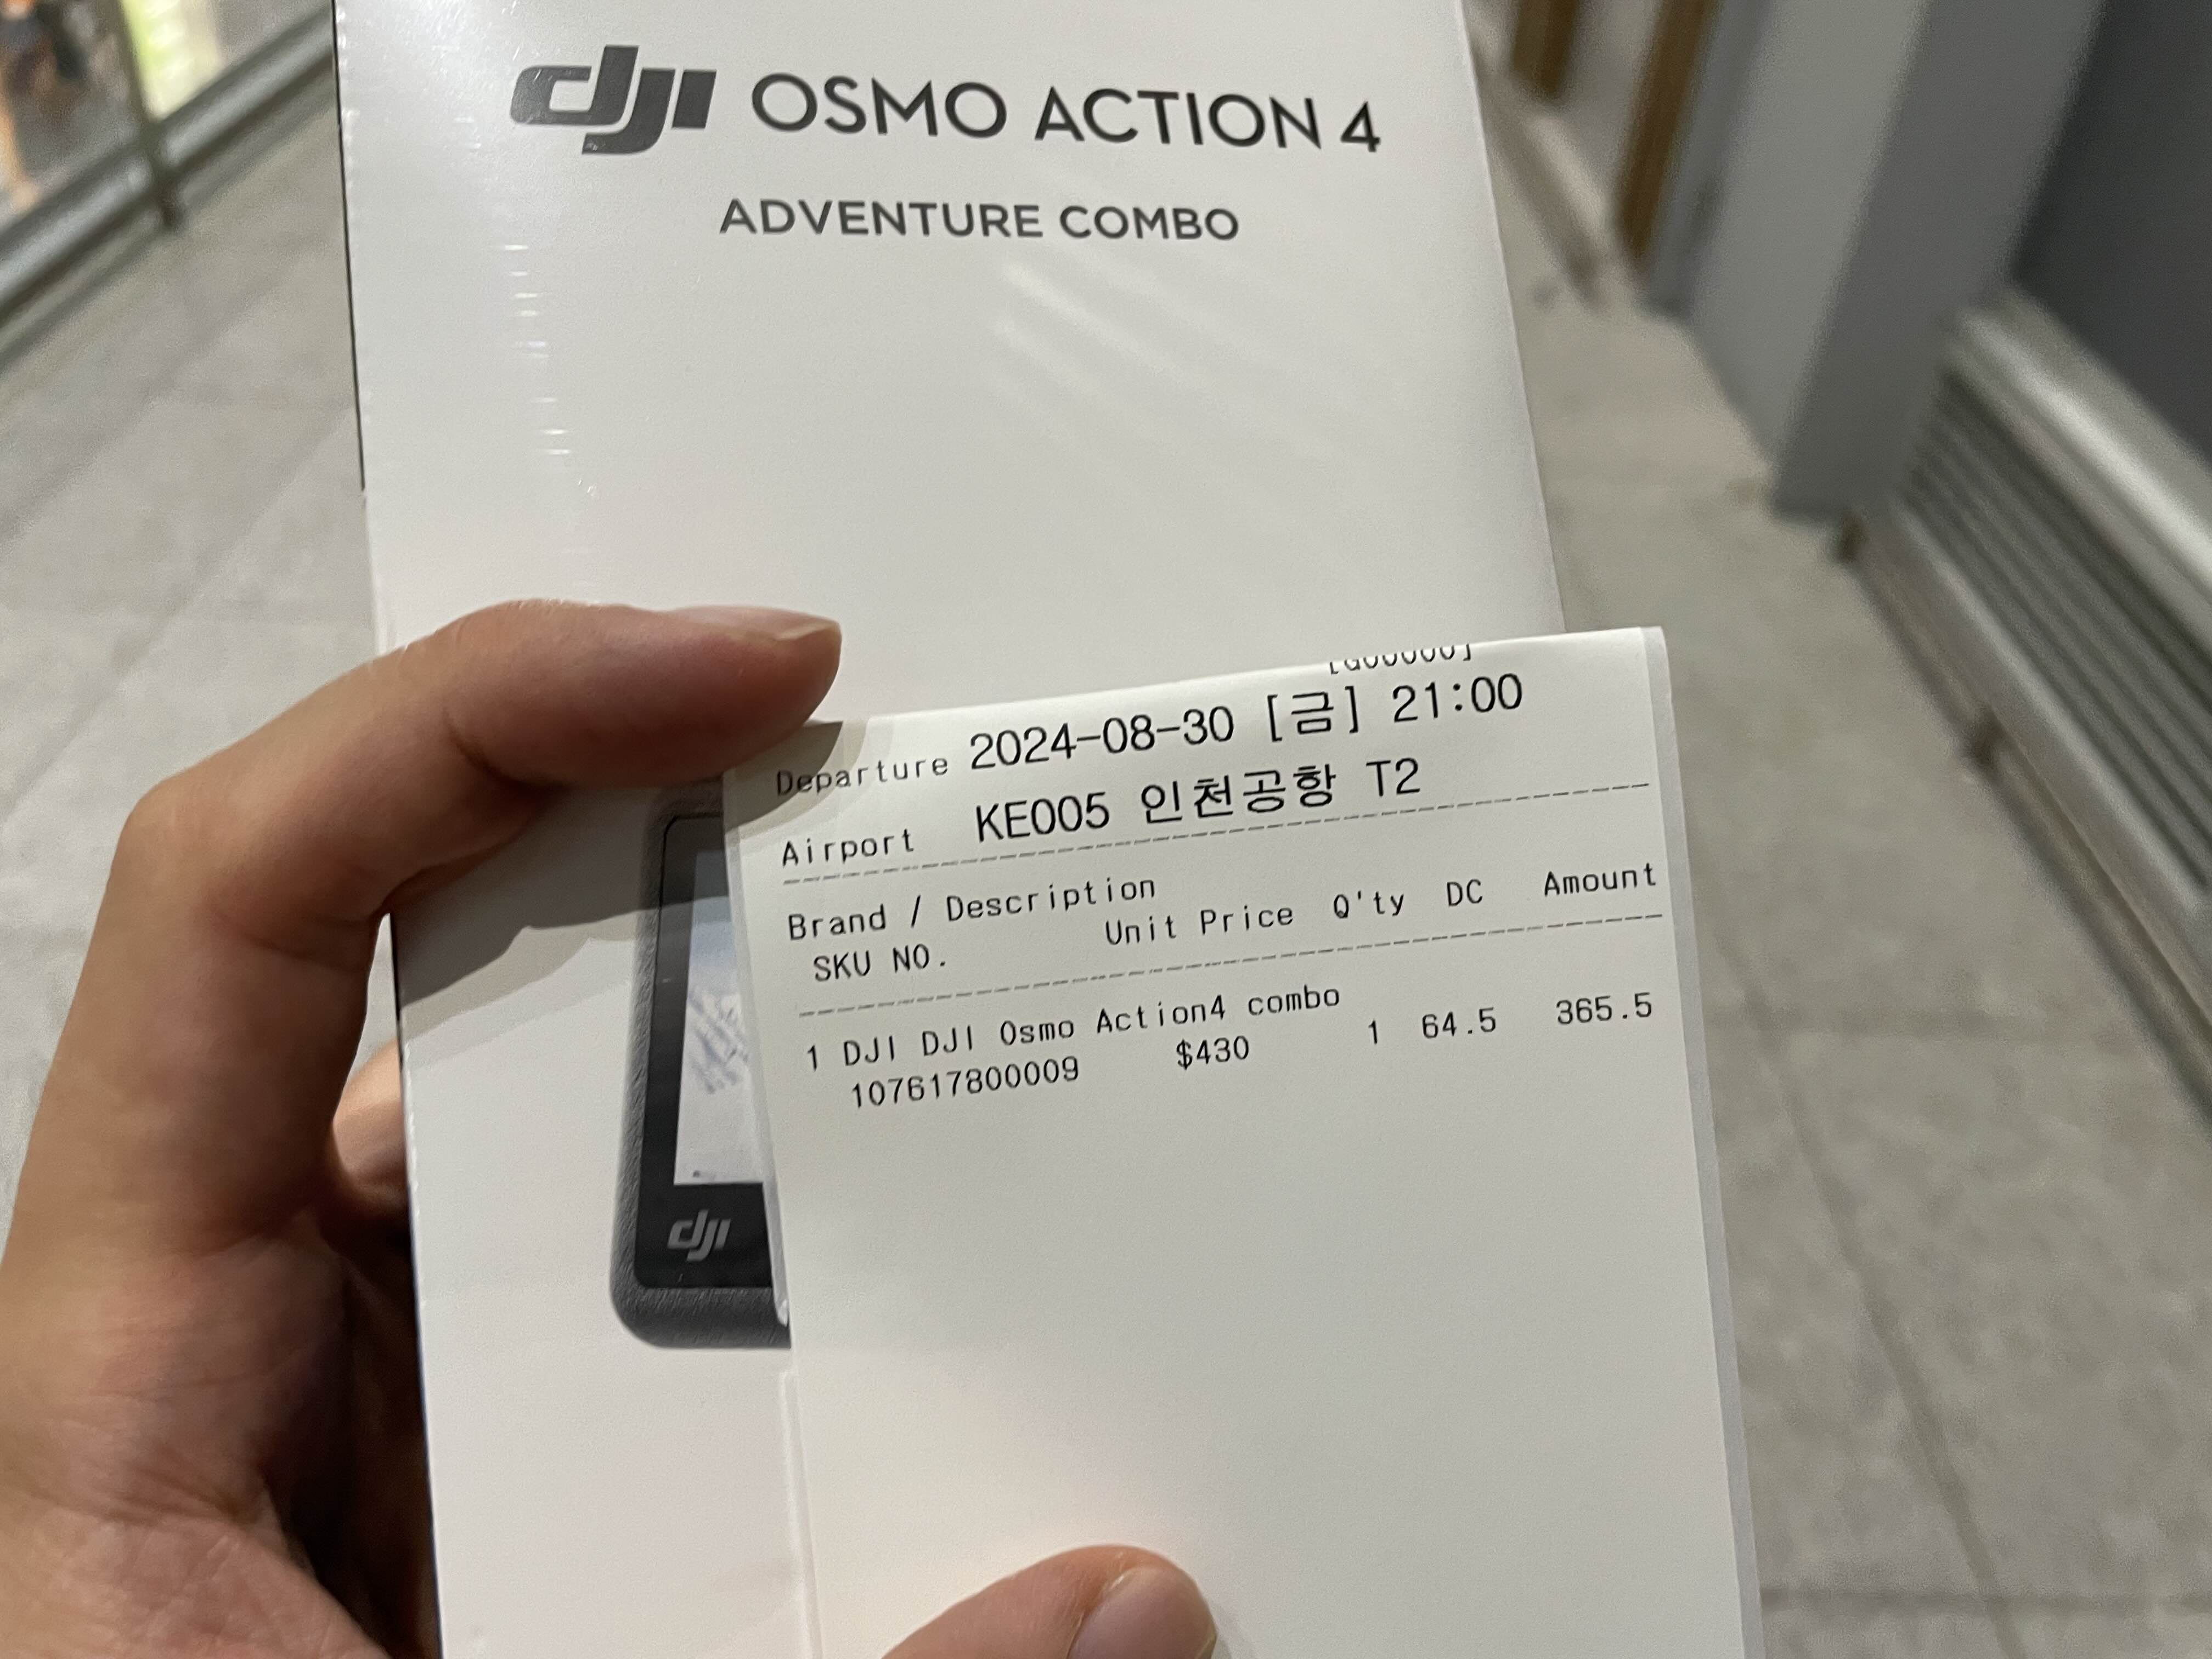 dji OSMO ACTION 4
ADVENTURE COMBO
Departure 2024-08-30 [금] 21:00
Airport KE005 인천공항 T2
Brand / Description
SKU NO. Unit Price Q'ty DC Amount
1 DJI DJI Osmo Action4 combo
107617800009 $430 1 64.5 365.5
dji